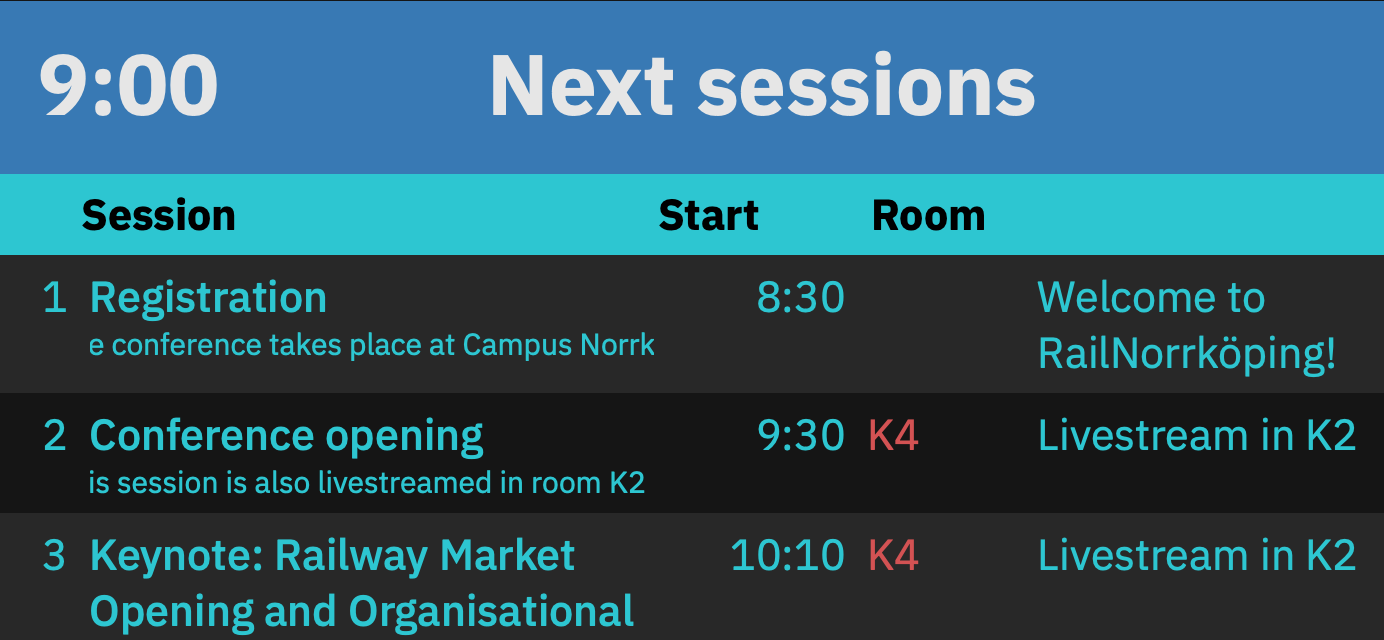 9:00 Next sessions
Session Start Room
1 Registration 8:30 Welcome to
e conference takes place at Campus Norrk RailNorrköping!
2 Conference opening 9:30 K4 Livestream in K2
is session is also livestreamed in room K2
3 Keynote: Railway Market 10:10 K4 Livestream in K2
Opening and Organisational